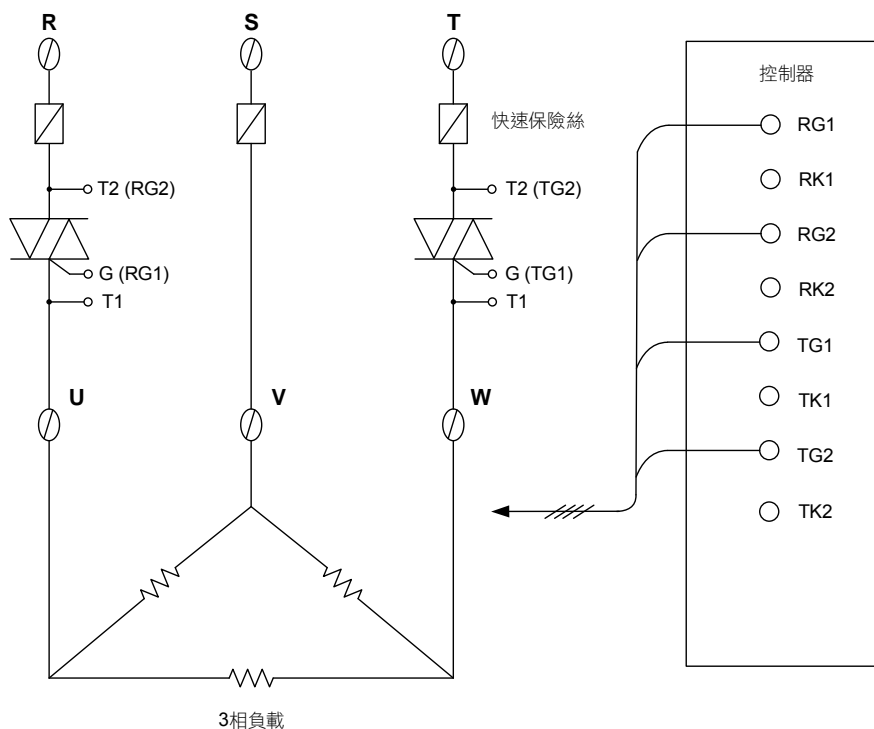 R
S
T
控制器
快速保險絲
RG1
RK1
T2 (RG2)
T2 (TG2)
RG2
G (RG1)
G (TG1)
RK2
T1
T1
TG1
U
V
W
TK1
TG2
TK2
3相負載